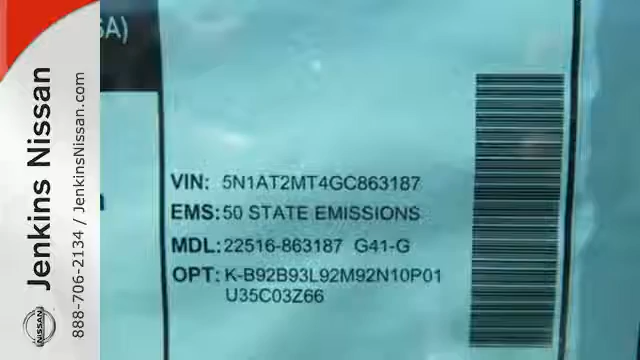 SA)
VIN: 5N1AT2MT4GC863187
EMS: 50 STATE EMISSIONS
MDL: 22516-863187 G41-G
OPT: K-B92B93L92M92N10P01
U35C03Z66
Jenkins Nissan
888-706-2134 / JenkinsNissan.com
NISSAN